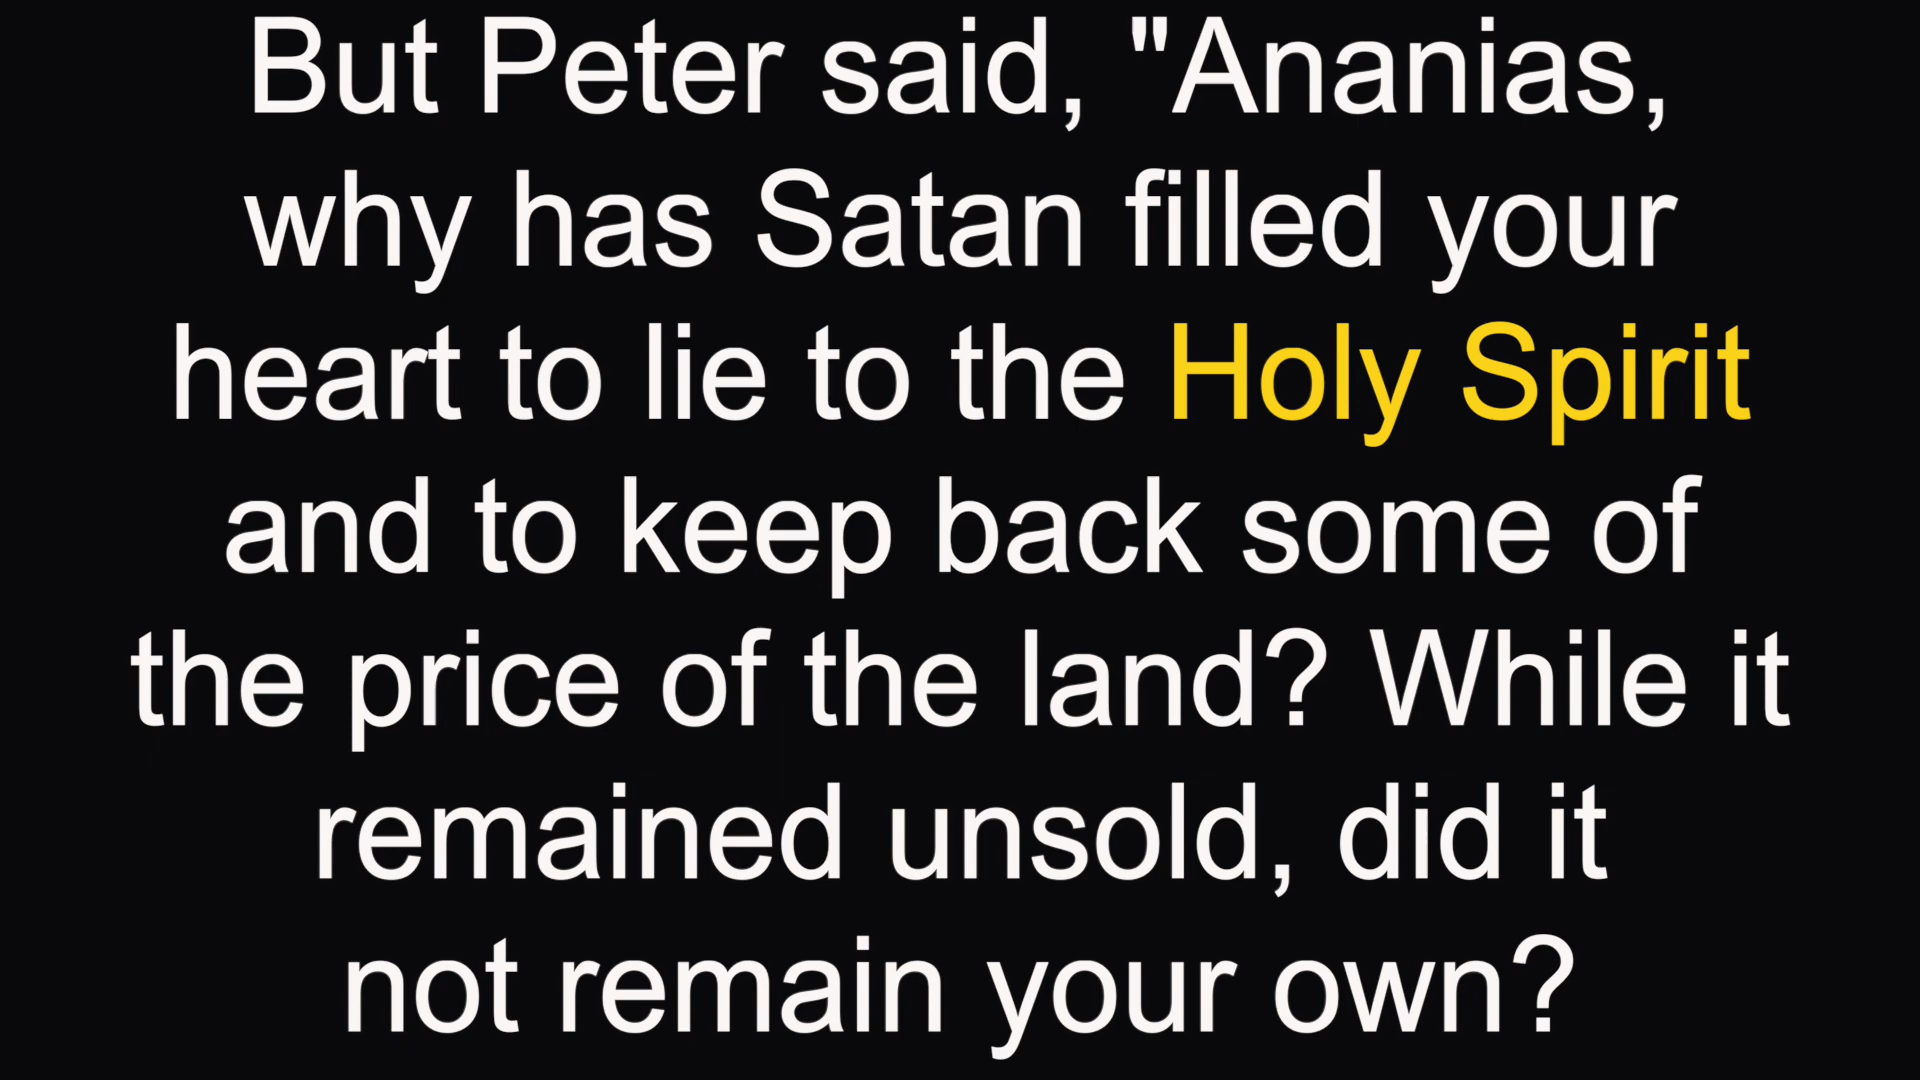 But Peter said, "Ananias,
why has Satan filled your
heart to lie to the Holy Spirit
and to keep back some of
the price of the land? While it
remained unsold, did it
not remain your own?